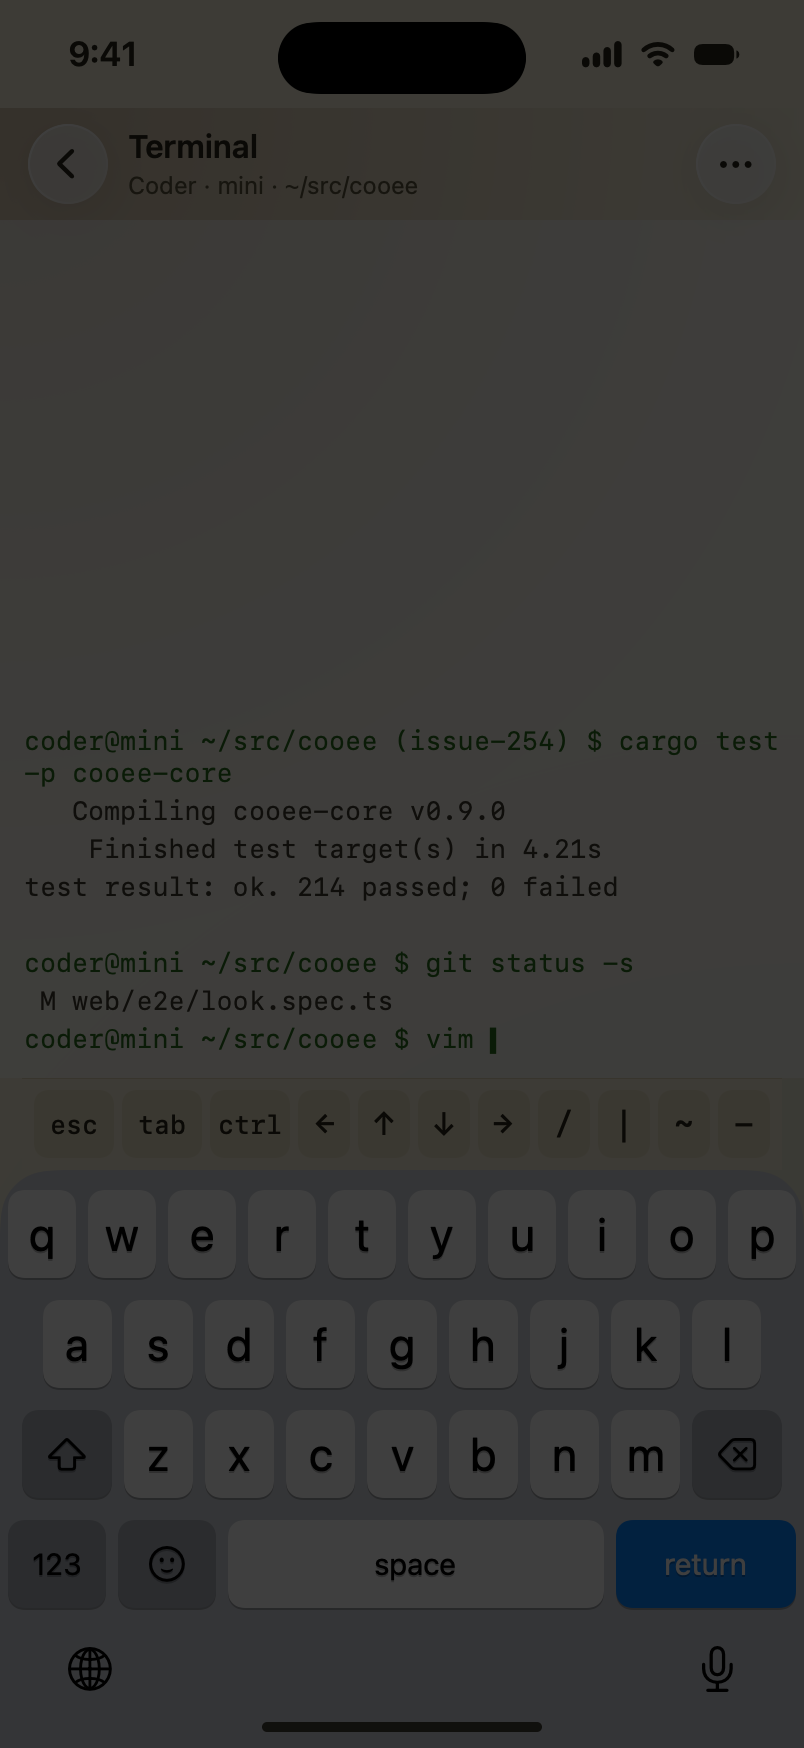 9:41
Terminal
Coder · mini · ~/src/cooee
coder@mini ~/src/cooee (issue-254) $ cargo test
-p cooee-core
   Compiling cooee-core v0.9.0
    Finished test target(s) in 4.21s
test result: ok. 214 passed; 0 failed
coder@mini ~/src/cooee $ git status -s
 M web/e2e/look.spec.ts
coder@mini ~/src/cooee $ vim
esc tab ctrl ← ↑ ↓ → / | ~ –
q w e r t y u i o p
a s d f g h j k l
z x c v b n m
123 space return